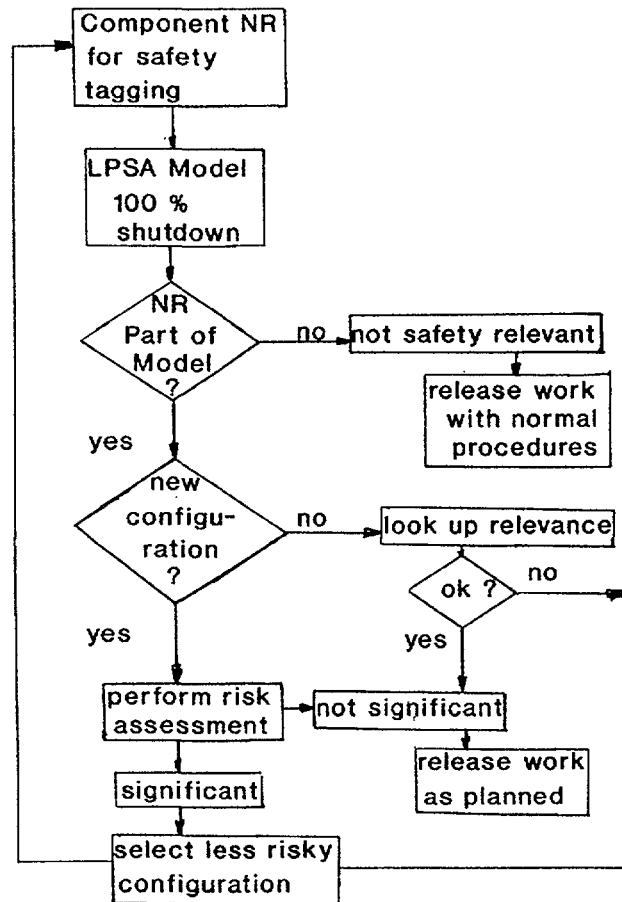 Component NR
for safety
tagging
LPSA Model
100 %
shutdown
NR
Part of
Model
?
no
not safety relevant
release work
with normal
procedures
yes
new
configu-
ration
?
no
look up relevance
ok ?
no
yes
yes
perform risk
assessment
not significant
release work
as planned
significant
select less risky
configuration